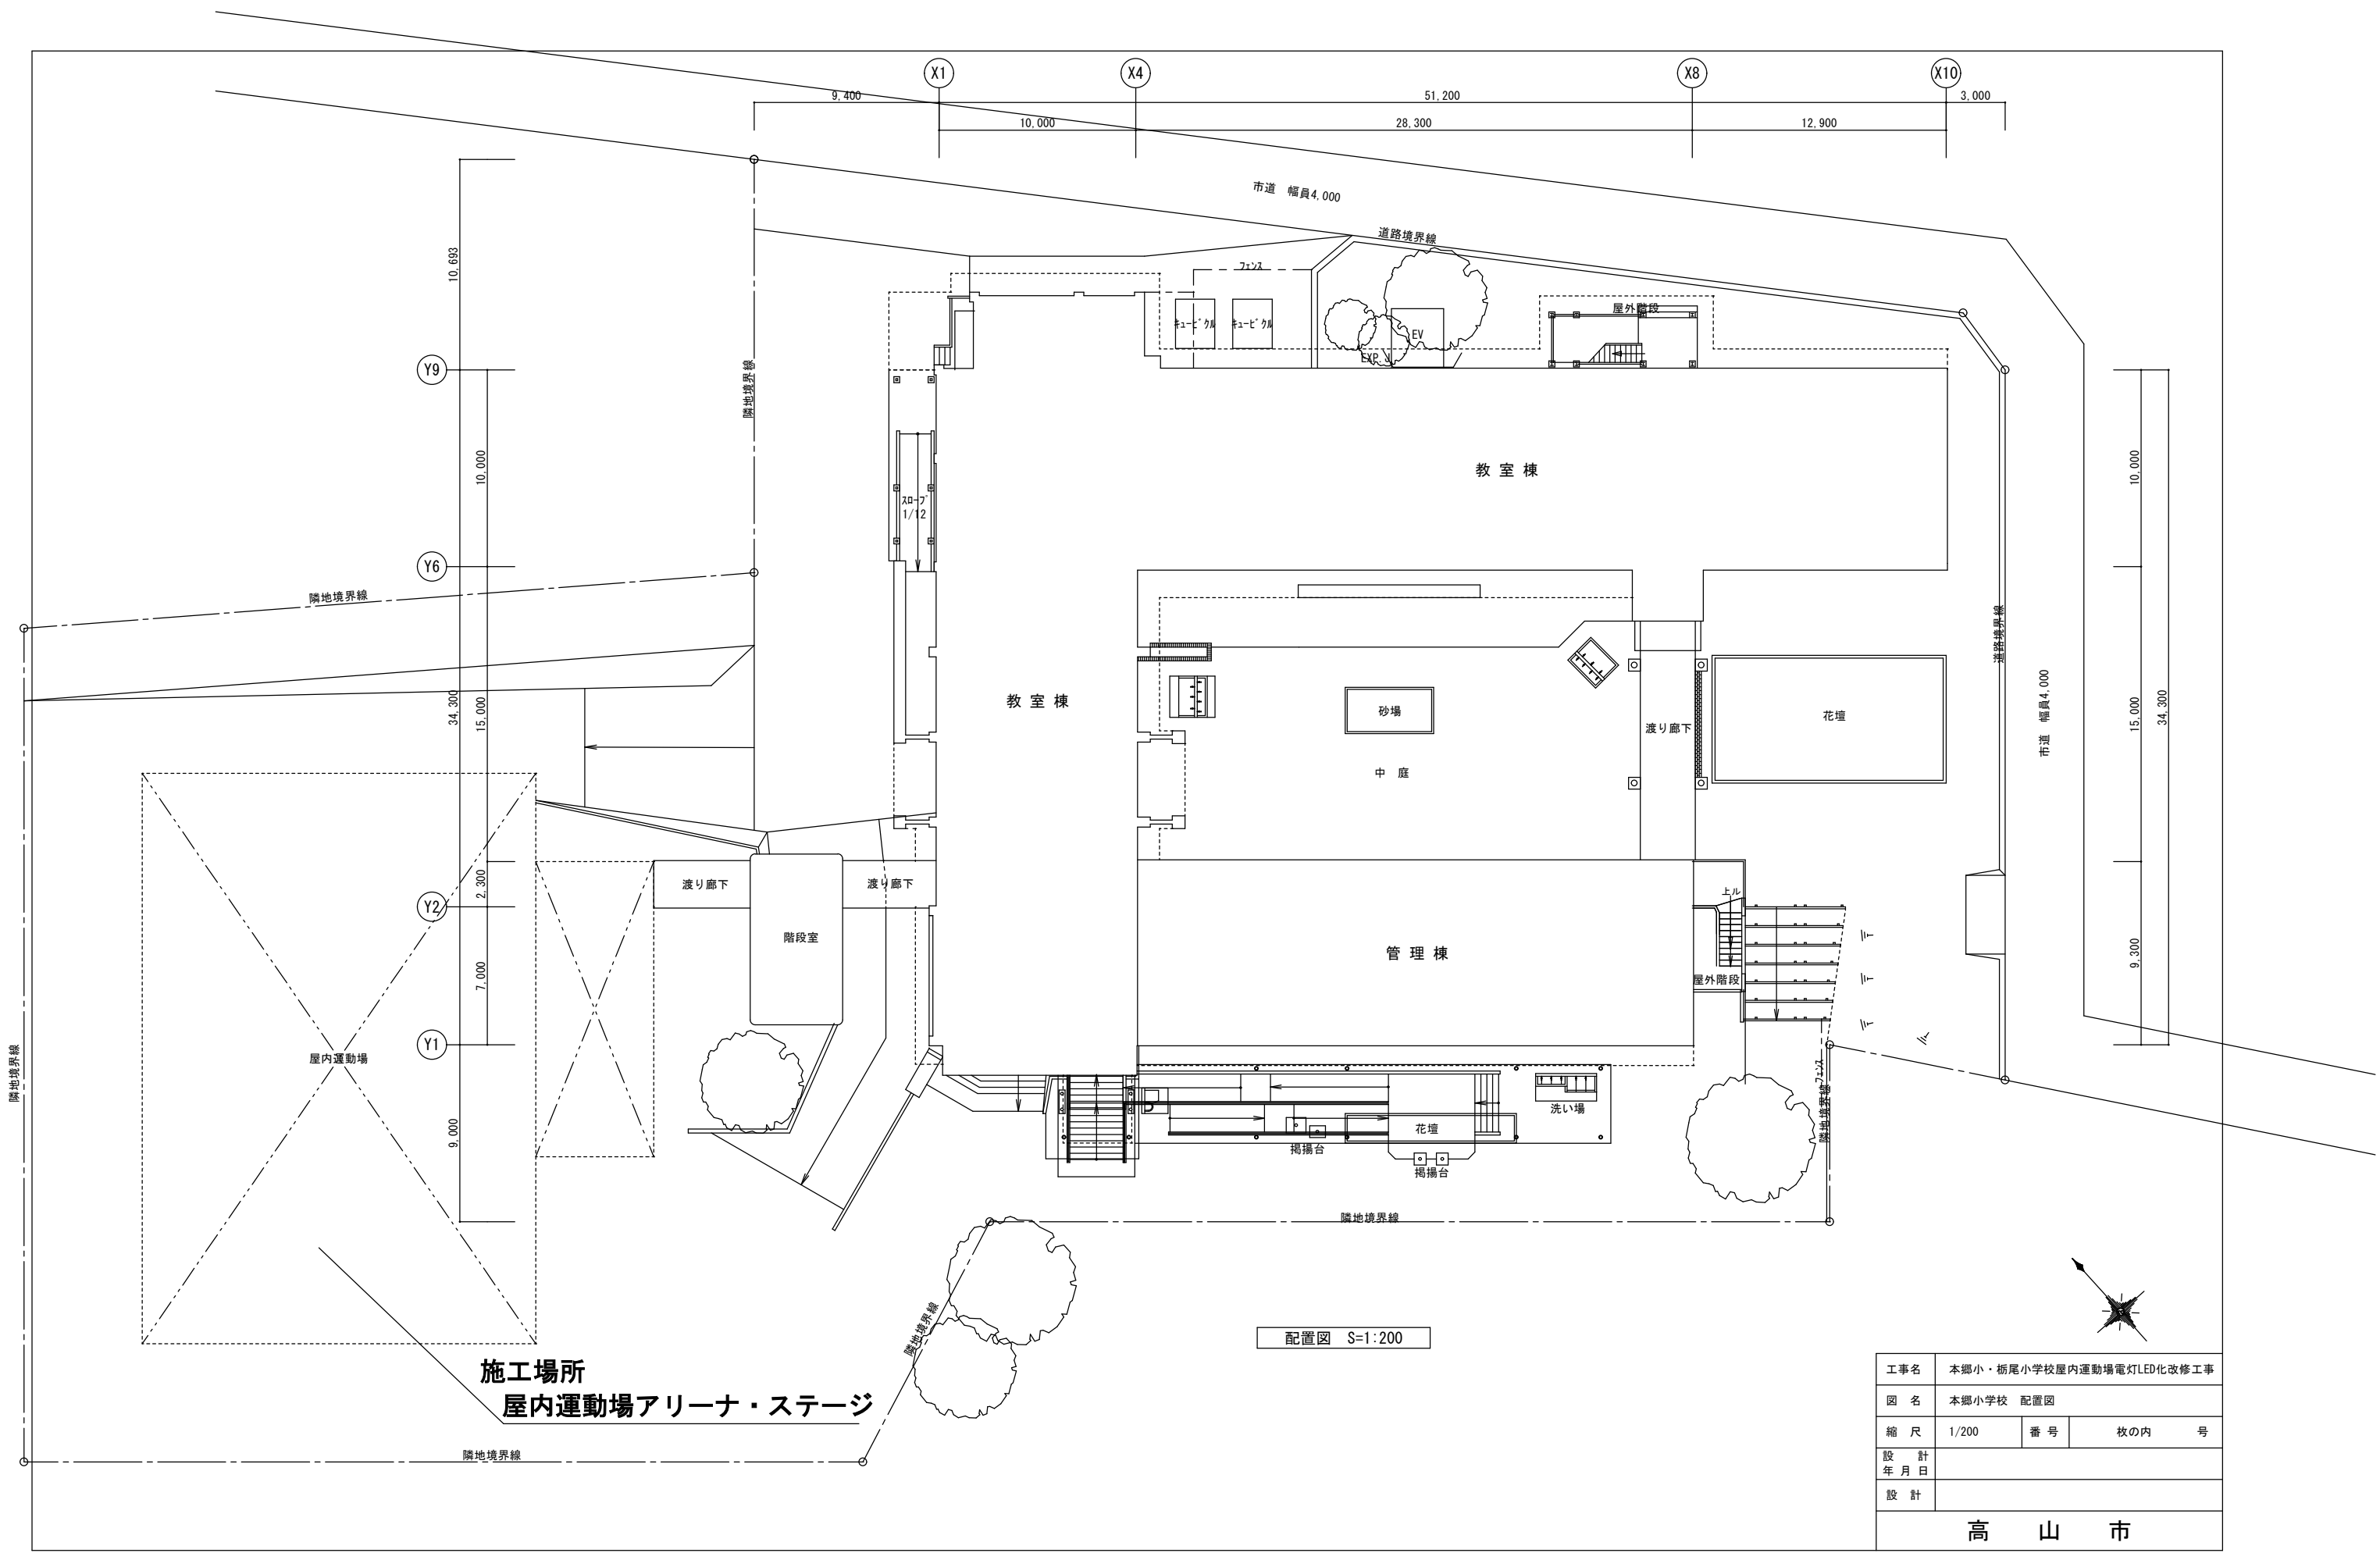 X1
X4
X8
X10
9,400
51,200
3,000
10,000
28,300
12,900
市道　幅員4,000
道路境界線
10,693
フェンス
キュービクル
キュービクル
EV
EXP.J
屋外階段
隣地境界線
Y9
10,000
10,000
教室棟
スロープ
1/12
Y6
隣地境界線
道路境界線
34,300
15,000
教室棟
砂場
渡り廊下
花壇
市道　幅員4,000
15,000
34,300
中　庭
2,300
渡り廊下
渡り廊下
上ル
Y2
階段室
管理棟
屋外階段
9,300
7,000
Y1
屋内運動場
隣地境界線
フェンス
隣地境界線
9,000
洗い場
花壇
掲揚台
掲揚台
隣地境界線
隣地境界線
配置図　S=1:200
施工場所
屋内運動場アリーナ・ステージ
隣地境界線
工事名　本郷小・栃尾小学校屋内運動場電灯LED化改修工事
図　名　本郷小学校　配置図
縮　尺　1/200　番　号　枚の内　号
設　計
年月日
設　計
高　山　市